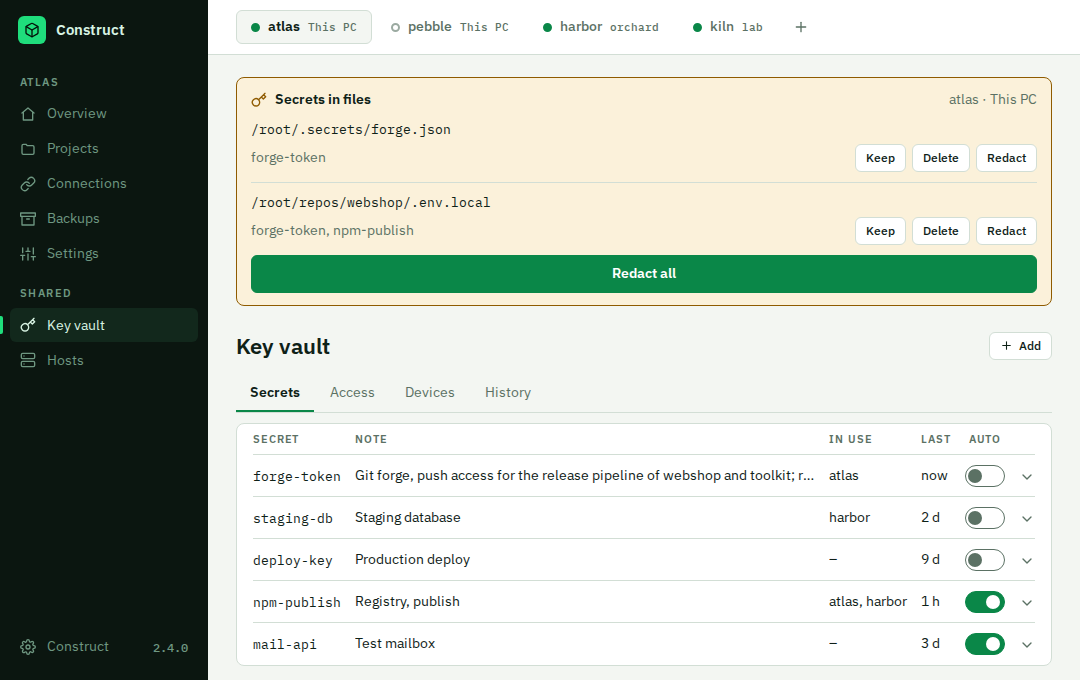 Construct
atlas This PC
pebble This PC
harbor orchard
kiln lab
ATLAS
Overview
Projects
Connections
Backups
Settings
SHARED
Key vault
Hosts
Construct 2.4.0
Secrets in files
atlas · This PC
/root/.secrets/forge.json
forge-token
Keep
Delete
Redact
/root/repos/webshop/.env.local
forge-token, npm-publish
Keep
Delete
Redact
Redact all
Key vault
Add
Secrets
Access
Devices
History
SECRET NOTE IN USE LAST AUTO
forge-token Git forge, push access for the release pipeline of webshop and toolkit; r... atlas now
staging-db Staging database harbor 2 d
deploy-key Production deploy – 9 d
npm-publish Registry, publish atlas, harbor 1 h
mail-api Test mailbox – 3 d